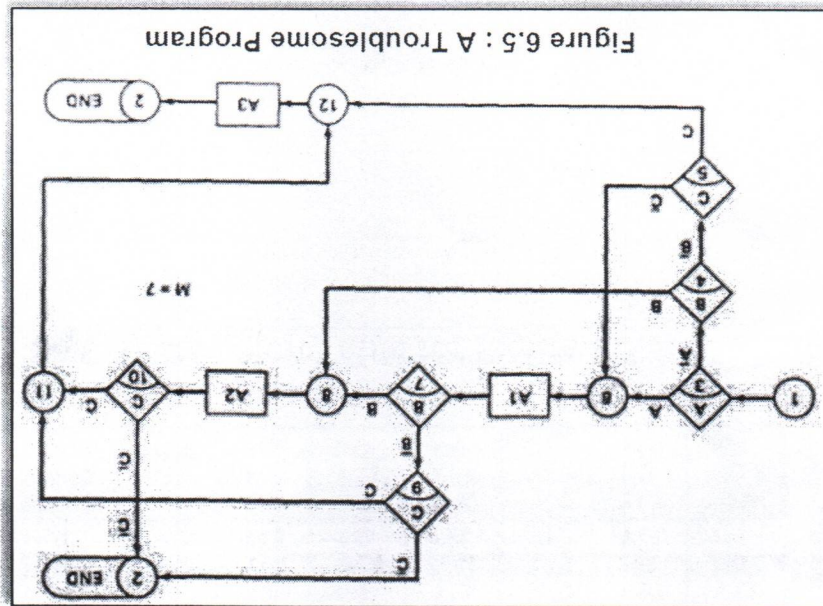 C̅
2 END
C
9
C
C̅
B̅
C̅
1
A
3
A
6
A1
B
7
B
8
A2
C
10
C
11
A̅
B
4
B
M = 7
B̅
C
5
C̅
C
12
A3
2 END
Figure 6.5 : A Troublesome Program